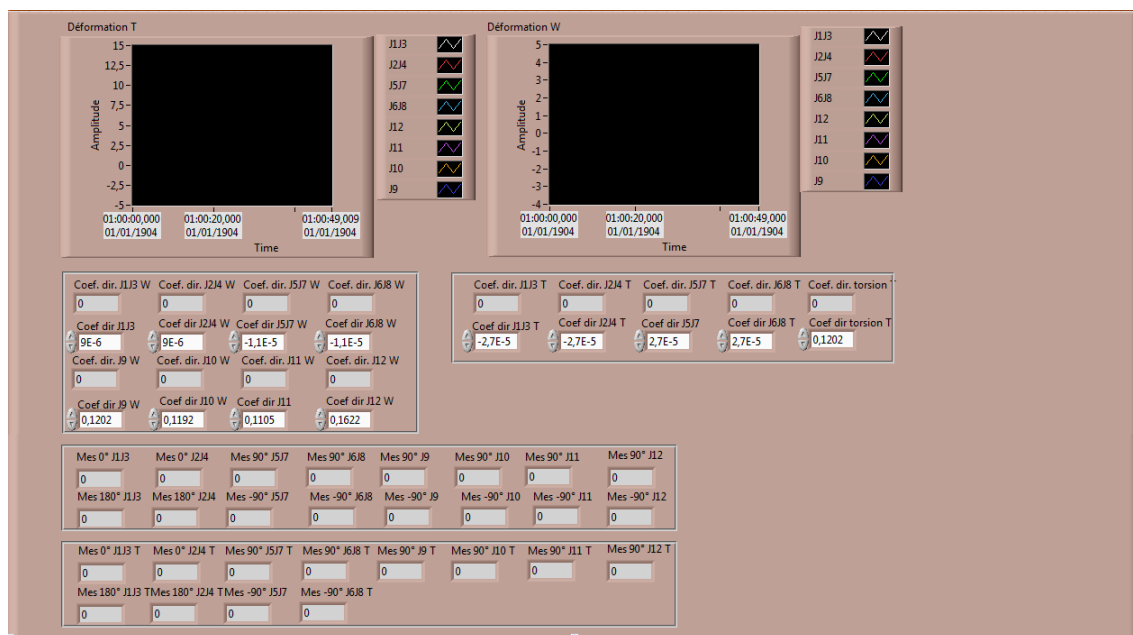 Déformation T
15
12,5
10
7,5
5
2,5
0
-2,5
-5
Amplitude
01:00:00,000 01:00:20,000 01:00:49,009
01/01/1904 01/01/1904 01/01/1904
Time
J1J3
J2J4
J5J7
J6J8
J12
J11
J10
J9
Déformation W
5
4
3
2
1
0
-1
-2
-3
-4
Amplitude
01:00:00,000 01:00:20,000 01:00:49,000
01/01/1904 01/01/1904 01/01/1904
Time
J1J3
J2J4
J5J7
J6J8
J12
J11
J10
J9
Coef. dir. J1J3 W Coef. dir. J2J4 W Coef. dir. J5J7 W Coef. dir. J6J8 W
0 0 0 0
Coef dir J1J3 Coef dir J2J4 W Coef dir J5J7 W Coef dir J6J8 W
9E-6 9E-6 -1,1E-5 -1,1E-5
Coef. dir. J9 W Coef. dir. J10 W Coef. dir. J11 W Coef. dir. J12 W
0 0 0 0
Coef dir J9 W Coef dir J10 W Coef dir J11 Coef dir J12 W
0,1202 0,1192 0,1105 0,1622
Coef. dir. J1J3 T Coef. dir. J2J4 T Coef. dir. J5J7 T Coef. dir. J6J8 T Coef. dir. torsion T
0 0 0 0 0
Coef dir J1J3 T Coef dir J2J4 T Coef dir J5J7 Coef dir J6J8 T Coef dir torsion T
-2,7E-5 -2,7E-5 2,7E-5 2,7E-5 0,1202
Mes 0° J1J3 Mes 0° J2J4 Mes 90° J5J7 Mes 90° J6J8 Mes 90° J9 Mes 90° J10 Mes 90° J11 Mes 90° J12
0 0 0 0 0 0 0 0
Mes 180° J1J3 Mes 180° J2J4 Mes -90° J5J7 Mes -90° J6J8 Mes -90° J9 Mes -90° J10 Mes -90° J11 Mes -90° J12
0 0 0 0 0 0 0 0
Mes 0° J1J3 T Mes 0° J2J4 T Mes 90° J5J7 T Mes 90° J6J8 T Mes 90° J9 T Mes 90° J10 T Mes 90° J11 T Mes 90° J12 T
0 0 0 0 0 0 0 0
Mes 180° J1J3 T Mes 180° J2J4 T Mes -90° J5J7 Mes -90° J6J8 T
0 0 0 0